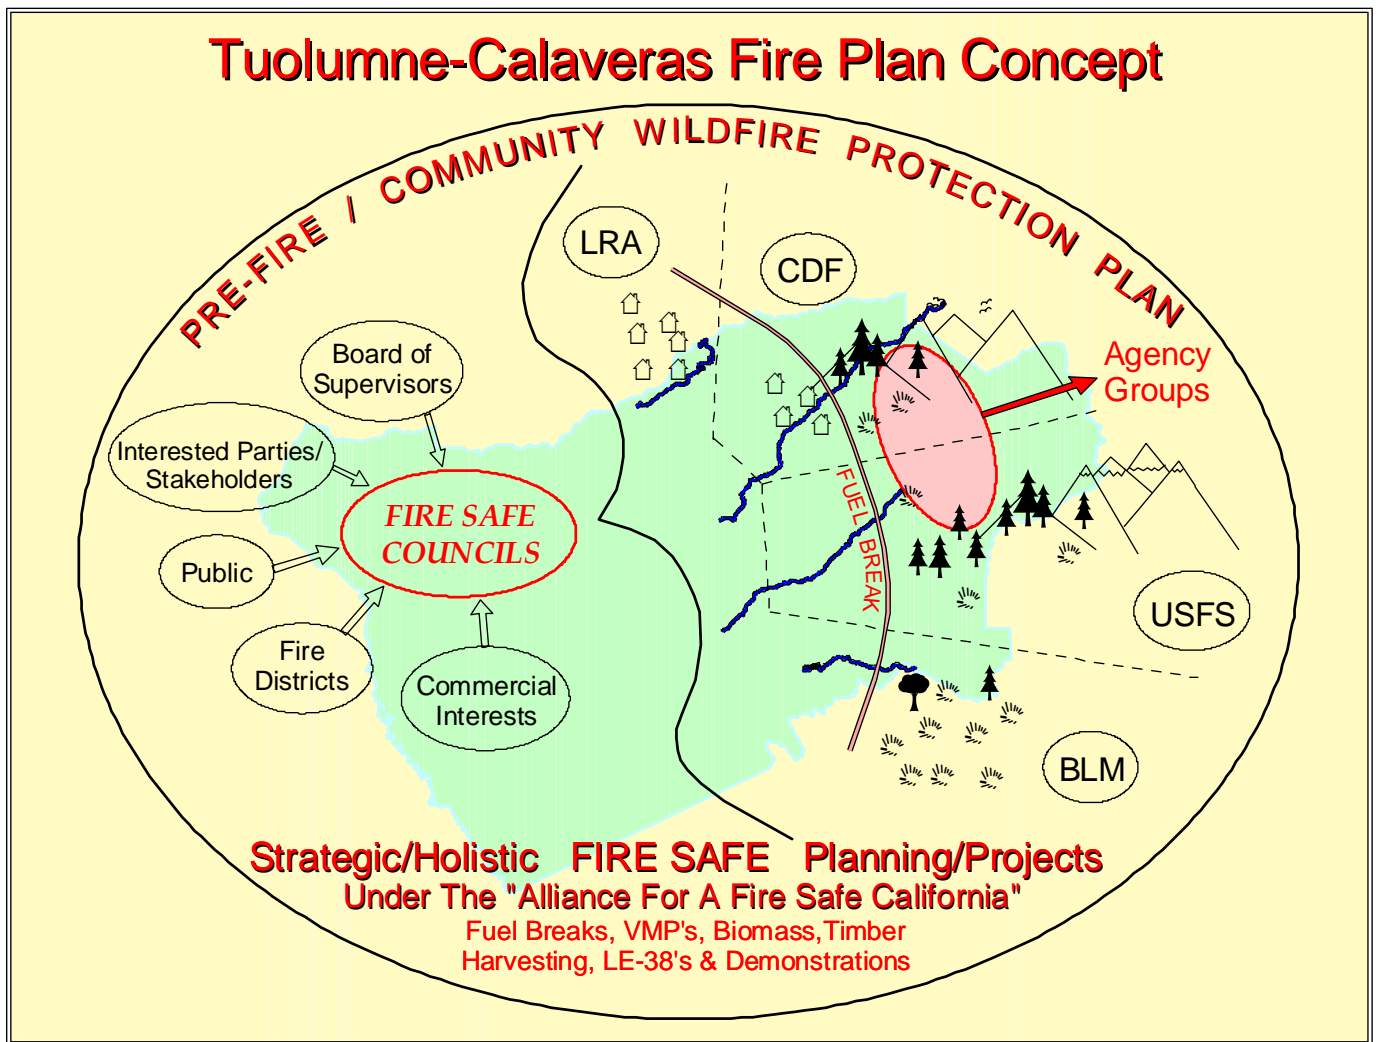 Tuolumne-Calaveras Fire Plan Concept
PRE-FIRE / COMMUNITY WILDFIRE PROTECTION PLAN
LRA
CDF
Board of
Supervisors
Agency
Groups
Interested Parties/
Stakeholders
FIRE SAFE
COUNCILS
FUEL BREAK
Public
USFS
Fire
Districts
Commercial
Interests
BLM
Strategic/Holistic FIRE SAFE Planning/Projects
Under The "Alliance For A Fire Safe California"
Fuel Breaks, VMP's, Biomass,Timber
Harvesting, LE-38's & Demonstrations